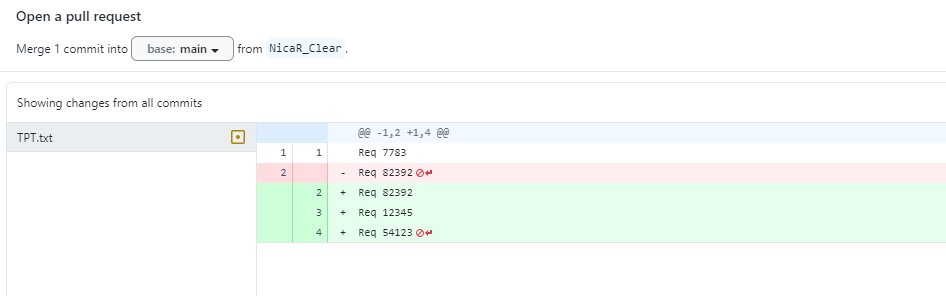 Open a pull request
Merge 1 commit into base: main from NicaR_Clear.
Showing changes from all commits
TPT.txt
@@ -1,2 +1,4 @@
1 1 Req 7783
2 - Req 82392
2 + Req 82392
3 + Req 12345
4 + Req 54123